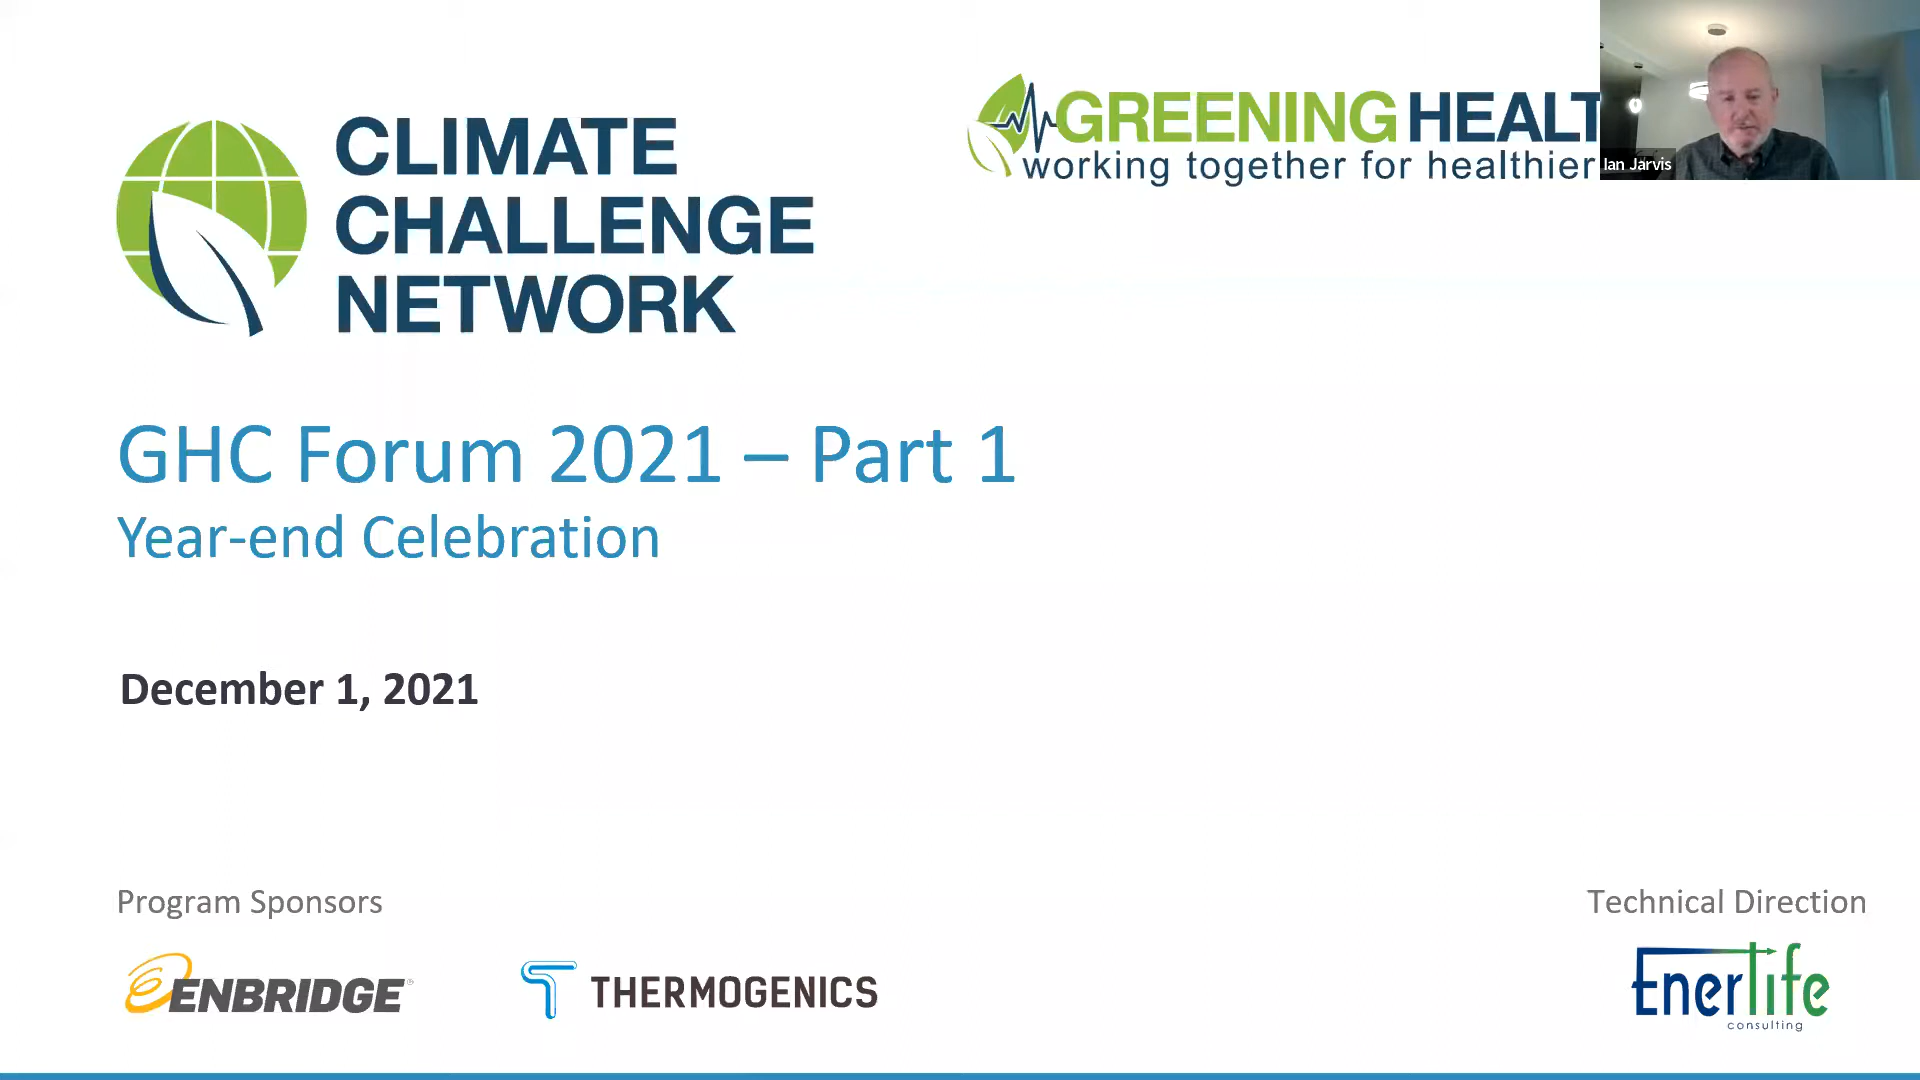 CLIMATE
CHALLENGE
NETWORK
GREENING HEALT
working together for healthier
Ian Jarvis
GHC Forum 2021 – Part 1
Year-end Celebration
December 1, 2021
Program Sponsors
Technical Direction
ENBRIDGE®
THERMOGENICS
Enerlife
consulting